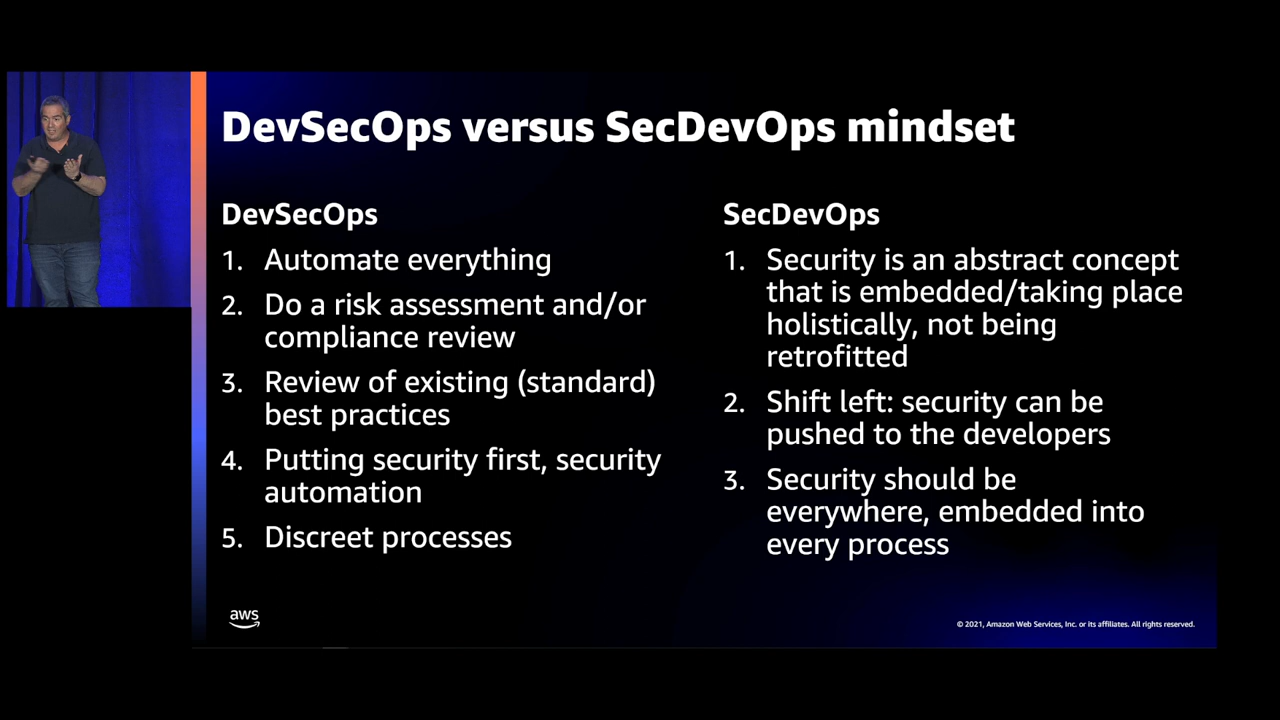 DevSecOps versus SecDevOps mindset
DevSecOps
1. Automate everything
2. Do a risk assessment and/or
compliance review
3. Review of existing (standard)
best practices
4. Putting security first, security
automation
5. Discreet processes
SecDevOps
1. Security is an abstract concept
that is embedded/taking place
holistically, not being
retrofitted
2. Shift left: security can be
pushed to the developers
3. Security should be
everywhere, embedded into
every process
aws
© 2021, Amazon Web Services, Inc. or its affiliates. All rights reserved.